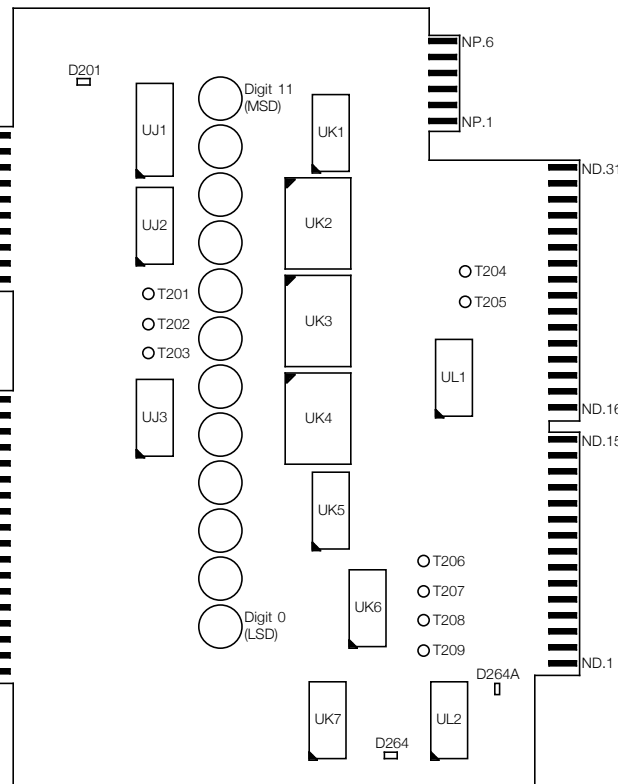 NP.6
D201
Digit 11
(MSD)
UJ1
UK1
NP.1
ND.31
UJ2
UK2
T204
T201
T205
UK3
T202
T203
UL1
ND.16
UJ3
UK4
ND.15
UK5
T206
T207
UK6
Digit 0
(LSD)
T208
T209
ND.1
D264A
UK7
UL2
D264